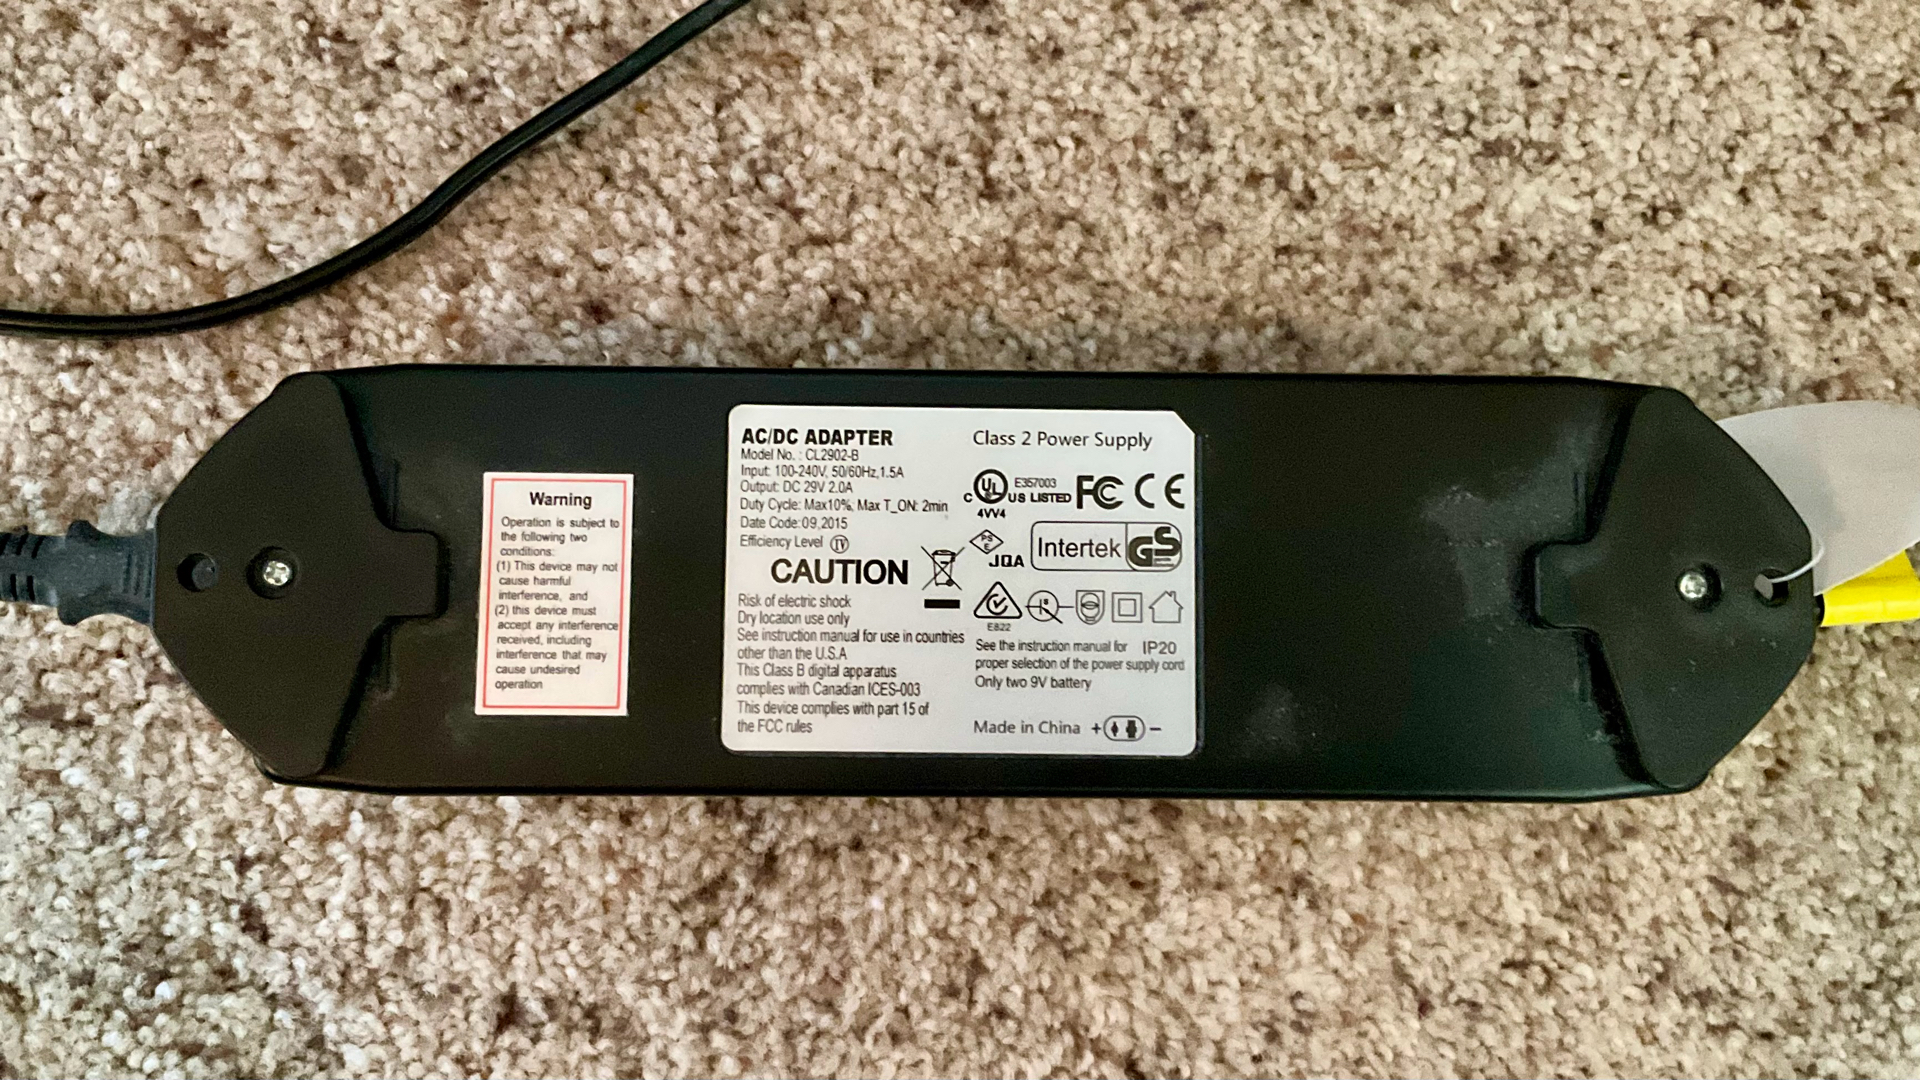 Warning
Operation is subject to
the following two
conditions:
(1) This device may not
cause harmful
interference, and
(2) this device must
accept any interference
received, including
interference that may
cause undesired
operation
AC/DC ADAPTER
Model No. : CL2902-B
Input: 100-240V, 50/60Hz,1.5A
Output: DC 29V 2.0A
Duty Cycle: Max10%, Max T_ON: 2min
Date Code:09,2015
Efficiency Level IV
CAUTION
Risk of electric shock
Dry location use only
See instruction manual for use in countries
other than the U.S.A
This Class B digital apparatus
complies with Canadian ICES-003
This device complies with part 15 of
the FCC rules
Class 2 Power Supply
C UL US LISTED E357003
4VV4
FC CE
PS E
JQA
Intertek GS
E822
See the instruction manual for IP20
proper selection of the power supply cord
Only two 9V battery
Made in China + −